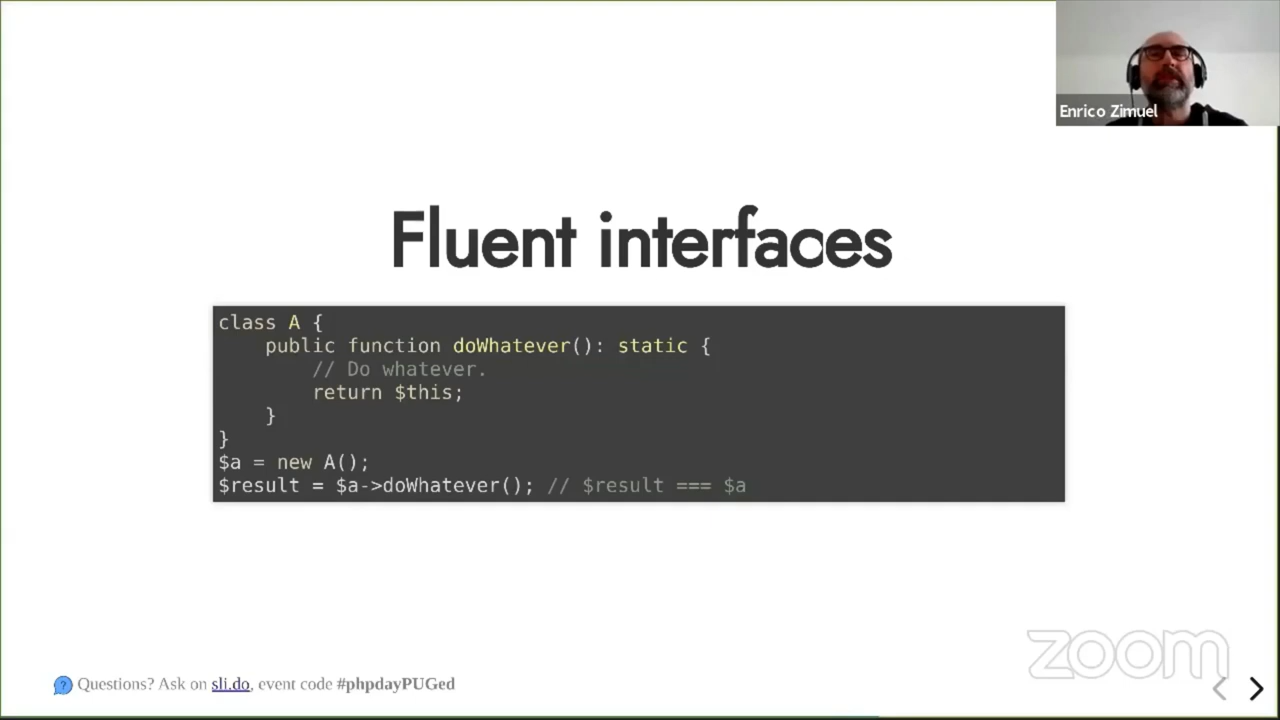 Enrico Zimuel
Fluent interfaces
class A {
    public function doWhatever(): static {
        // Do whatever.
        return $this;
    }
}
$a = new A();
$result = $a->doWhatever(); // $result === $a
zoom
Questions? Ask on sli.do, event code #phpdayPUGed